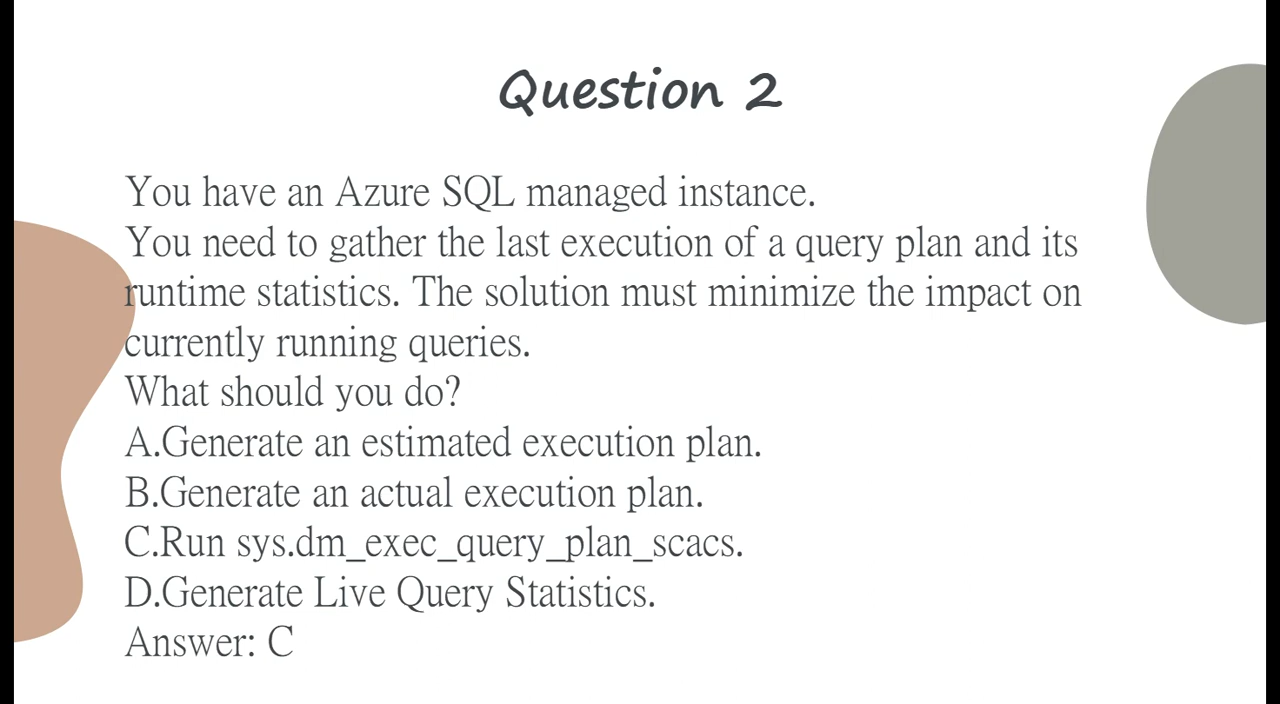 Question 2
You have an Azure SQL managed instance.
You need to gather the last execution of a query plan and its
runtime statistics. The solution must minimize the impact on
currently running queries.
What should you do?
A.Generate an estimated execution plan.
B.Generate an actual execution plan.
C.Run sys.dm_exec_query_plan_scacs.
D.Generate Live Query Statistics.
Answer: C